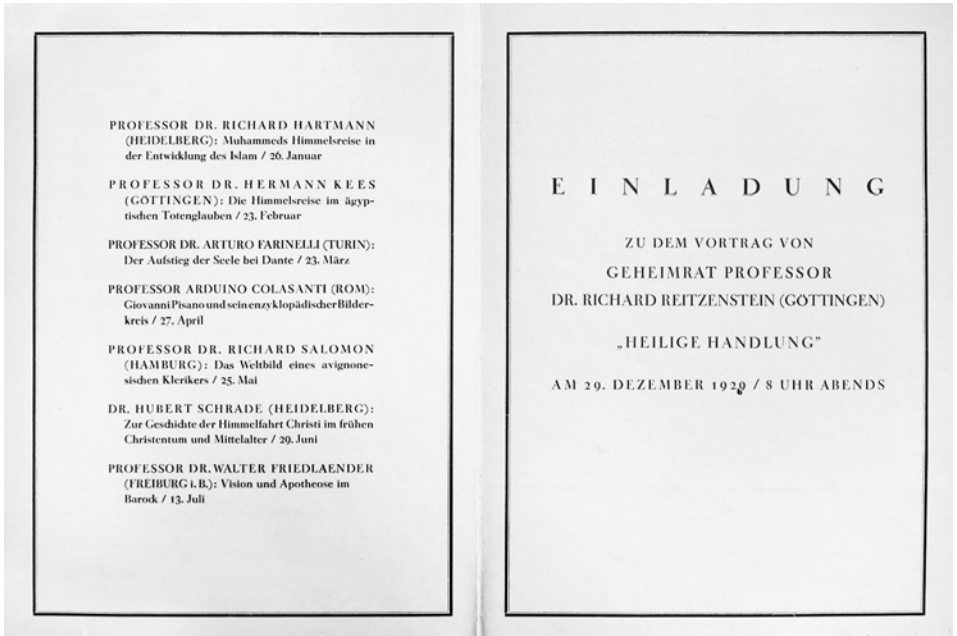 PROFESSOR DR. RICHARD HARTMANN
(HEIDELBERG): Muhammeds Himmelsreise in
der Entwicklung des Islam / 26. Januar
PROFESSOR DR. HERMANN KEES
(GÖTTINGEN): Die Himmelsreise im ägyp-
tischen Totenglauben / 23. Februar
PROFESSOR DR. ARTURO FARINELLI (TURIN):
Der Aufstieg der Seele bei Dante / 23. März
PROFESSOR ARDUINO COLASANTI (ROM):
Giovanni Pisano und sein enzyklopädischer Bilder-
kreis / 27. April
PROFESSOR DR. RICHARD SALOMON
(HAMBURG): Das Weltbild eines avignone-
sischen Klerikers / 25. Mai
DR. HUBERT SCHRADE (HEIDELBERG):
Zur Geschichte der Himmelfahrt Christi im frühen
Christentum und Mittelalter / 29. Juni
PROFESSOR DR. WALTER FRIEDLAENDER
(FREIBURG i. B.): Vision und Apotheose im
Barock / 13. Juli
EINLADUNG
ZU DEM VORTRAG VON
GEHEIMRAT PROFESSOR
DR. RICHARD REITZENSTEIN (GÖTTINGEN)
„HEILIGE HANDLUNG”
AM 29. DEZEMBER 1929 / 8 UHR ABENDS